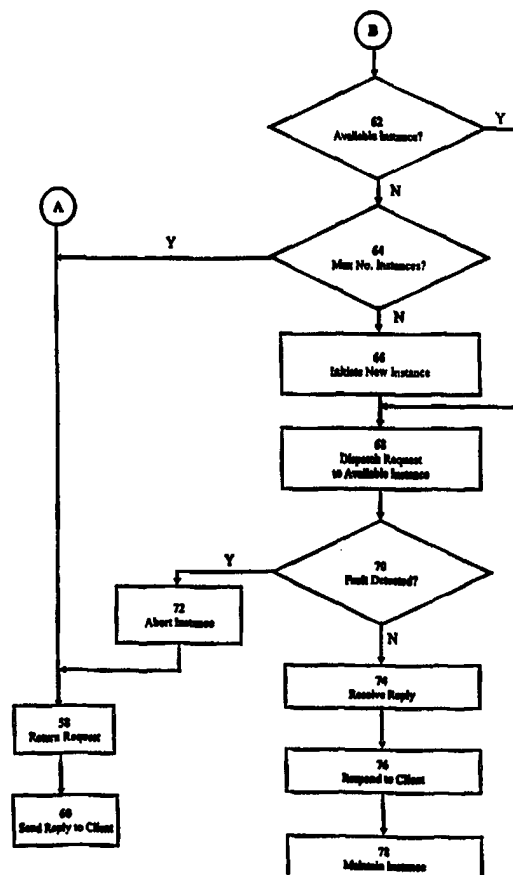 B
62
Available Instance?
Y
N
A
Y
64
Max No. Instances?
N
66
Initiate New Instance
68
Dispatch Request
to Available Instance
Y
70
Fault Detected?
72
Abort Instance
N
74
Receive Reply
58
Return Request
76
Respond to Client
60
Send Reply to Client
78
Maintain Instance